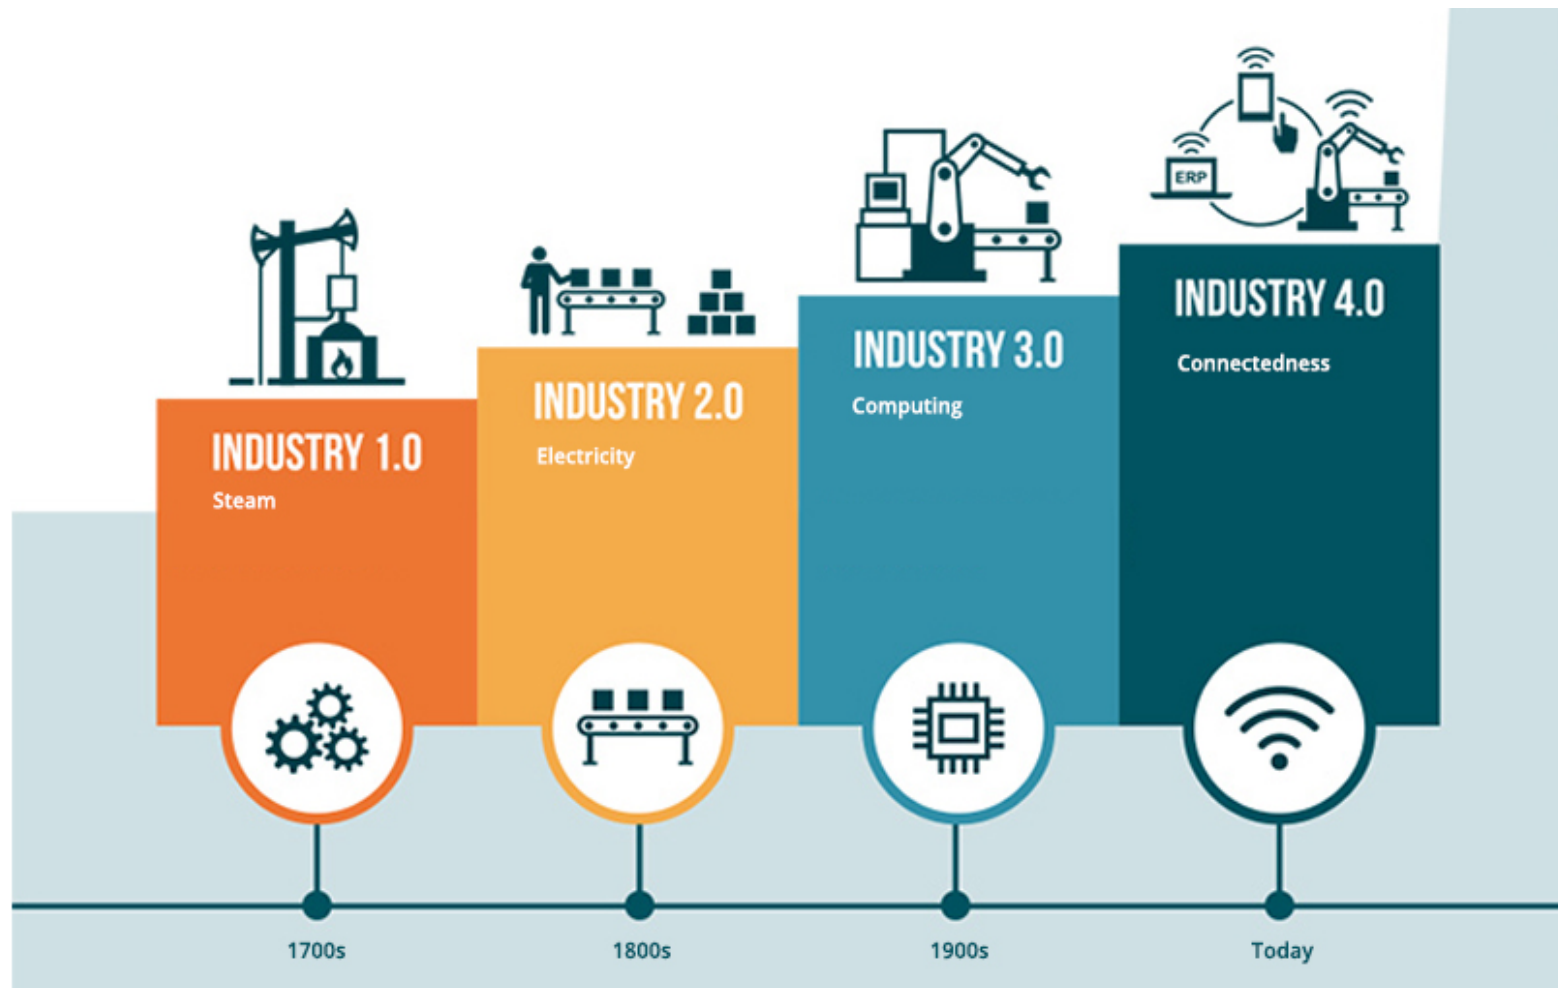 ERP
INDUSTRY 1.0
Steam
INDUSTRY 2.0
Electricity
INDUSTRY 3.0
Computing
INDUSTRY 4.0
Connectedness
1700s
1800s
1900s
Today